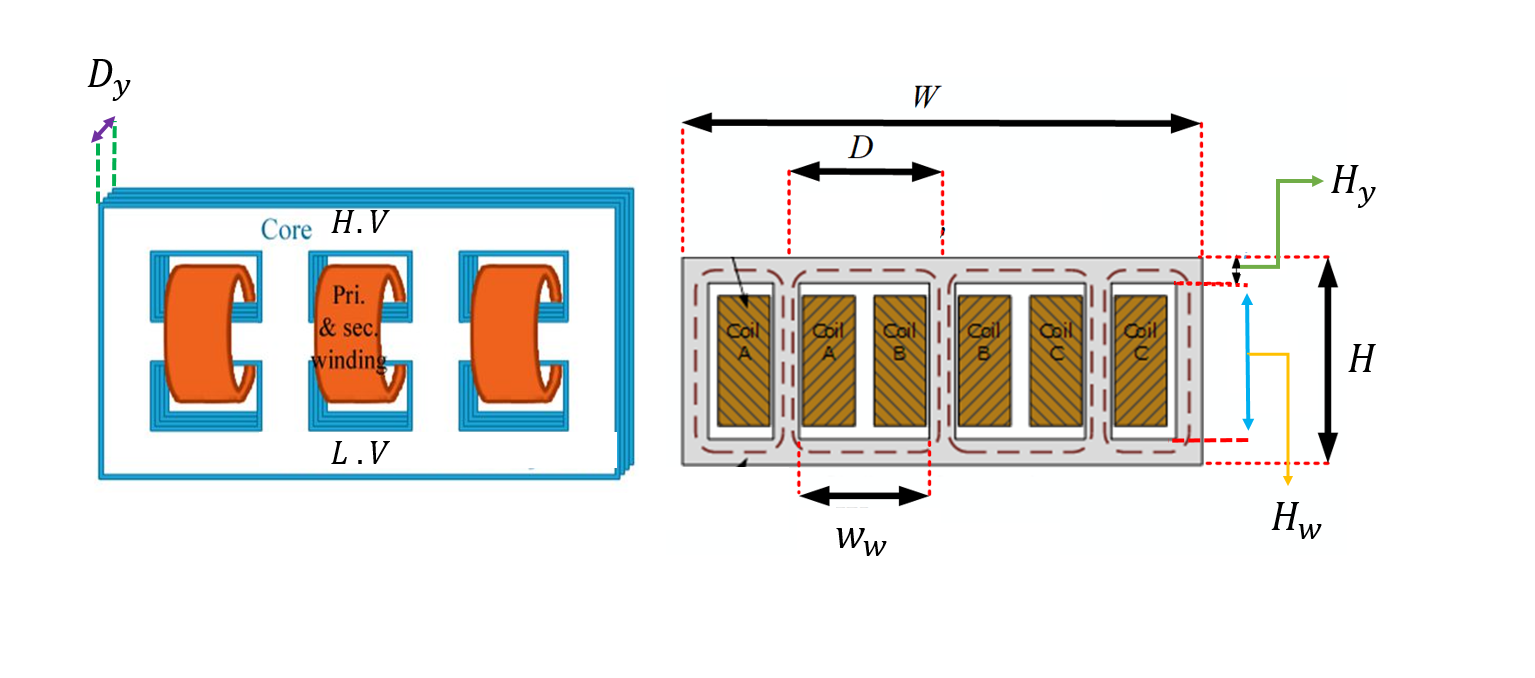 D_y
Core H.V
Pri.
& sec.
winding
L.V
W
D
H_y
Coil A
Coil A
Coil B
Coil B
Coil C
Coil C
H
H_w
w_w